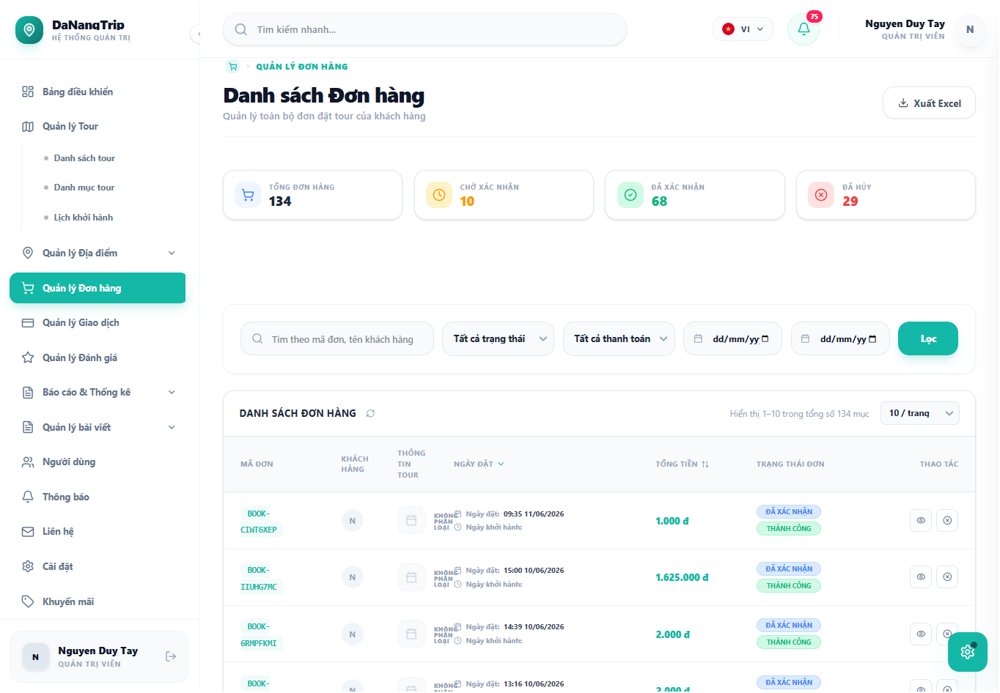 DaNangTrip
HỆ THỐNG QUẢN TRỊ
Tìm kiếm nhanh...
VI
75
Nguyen Duy Tay
QUẢN TRỊ VIÊN
N
Bảng điều khiển
Quản lý Tour
Danh sách tour
Danh mục tour
Lịch khởi hành
Quản lý Địa điểm
Quản lý Đơn hàng
Quản lý Giao dịch
Quản lý Đánh giá
Báo cáo & Thống kê
Quản lý bài viết
Người dùng
Thông báo
Liên hệ
Cài đặt
Khuyến mãi
N
Nguyen Duy Tay
QUẢN TRỊ VIÊN
QUẢN LÝ ĐƠN HÀNG
Danh sách Đơn hàng
Quản lý toàn bộ đơn đặt tour của khách hàng
Xuất Excel
TỔNG ĐƠN HÀNG
134
CHỜ XÁC NHẬN
10
ĐÃ XÁC NHẬN
68
ĐÃ HỦY
29
Tìm theo mã đơn, tên khách hàng
Tất cả trạng thái
Tất cả thanh toán
dd/mm/yy
dd/mm/yy
Lọc
DANH SÁCH ĐƠN HÀNG
Hiển thị 1–10 trong tổng số 134 mục
10 / trang
MÃ ĐƠN
KHÁCH HÀNG
THÔNG TIN TOUR
NGÀY ĐẶT
TỔNG TIỀN
TRẠNG THÁI ĐƠN
THAO TÁC
BOOK-
CIWT6XEP
N
KHÔNG PHÂN LOẠI
Ngày đặt: 09:35 11/06/2026
Ngày khởi hành:
1.000 đ
ĐÃ XÁC NHẬN
THÀNH CÔNG
BOOK-
IIUHG7MC
N
KHÔNG PHÂN LOẠI
Ngày đặt: 15:00 10/06/2026
Ngày khởi hành:
1.625.000 đ
ĐÃ XÁC NHẬN
THÀNH CÔNG
BOOK-
6RMPFKMI
N
KHÔNG PHÂN LOẠI
Ngày đặt: 14:39 10/06/2026
Ngày khởi hành:
2.000 đ
ĐÃ XÁC NHẬN
THÀNH CÔNG
BOOK-
N
KHÔNG
Ngày đặt: 13:16 10/06/2026
ĐÃ XÁC NHẬN